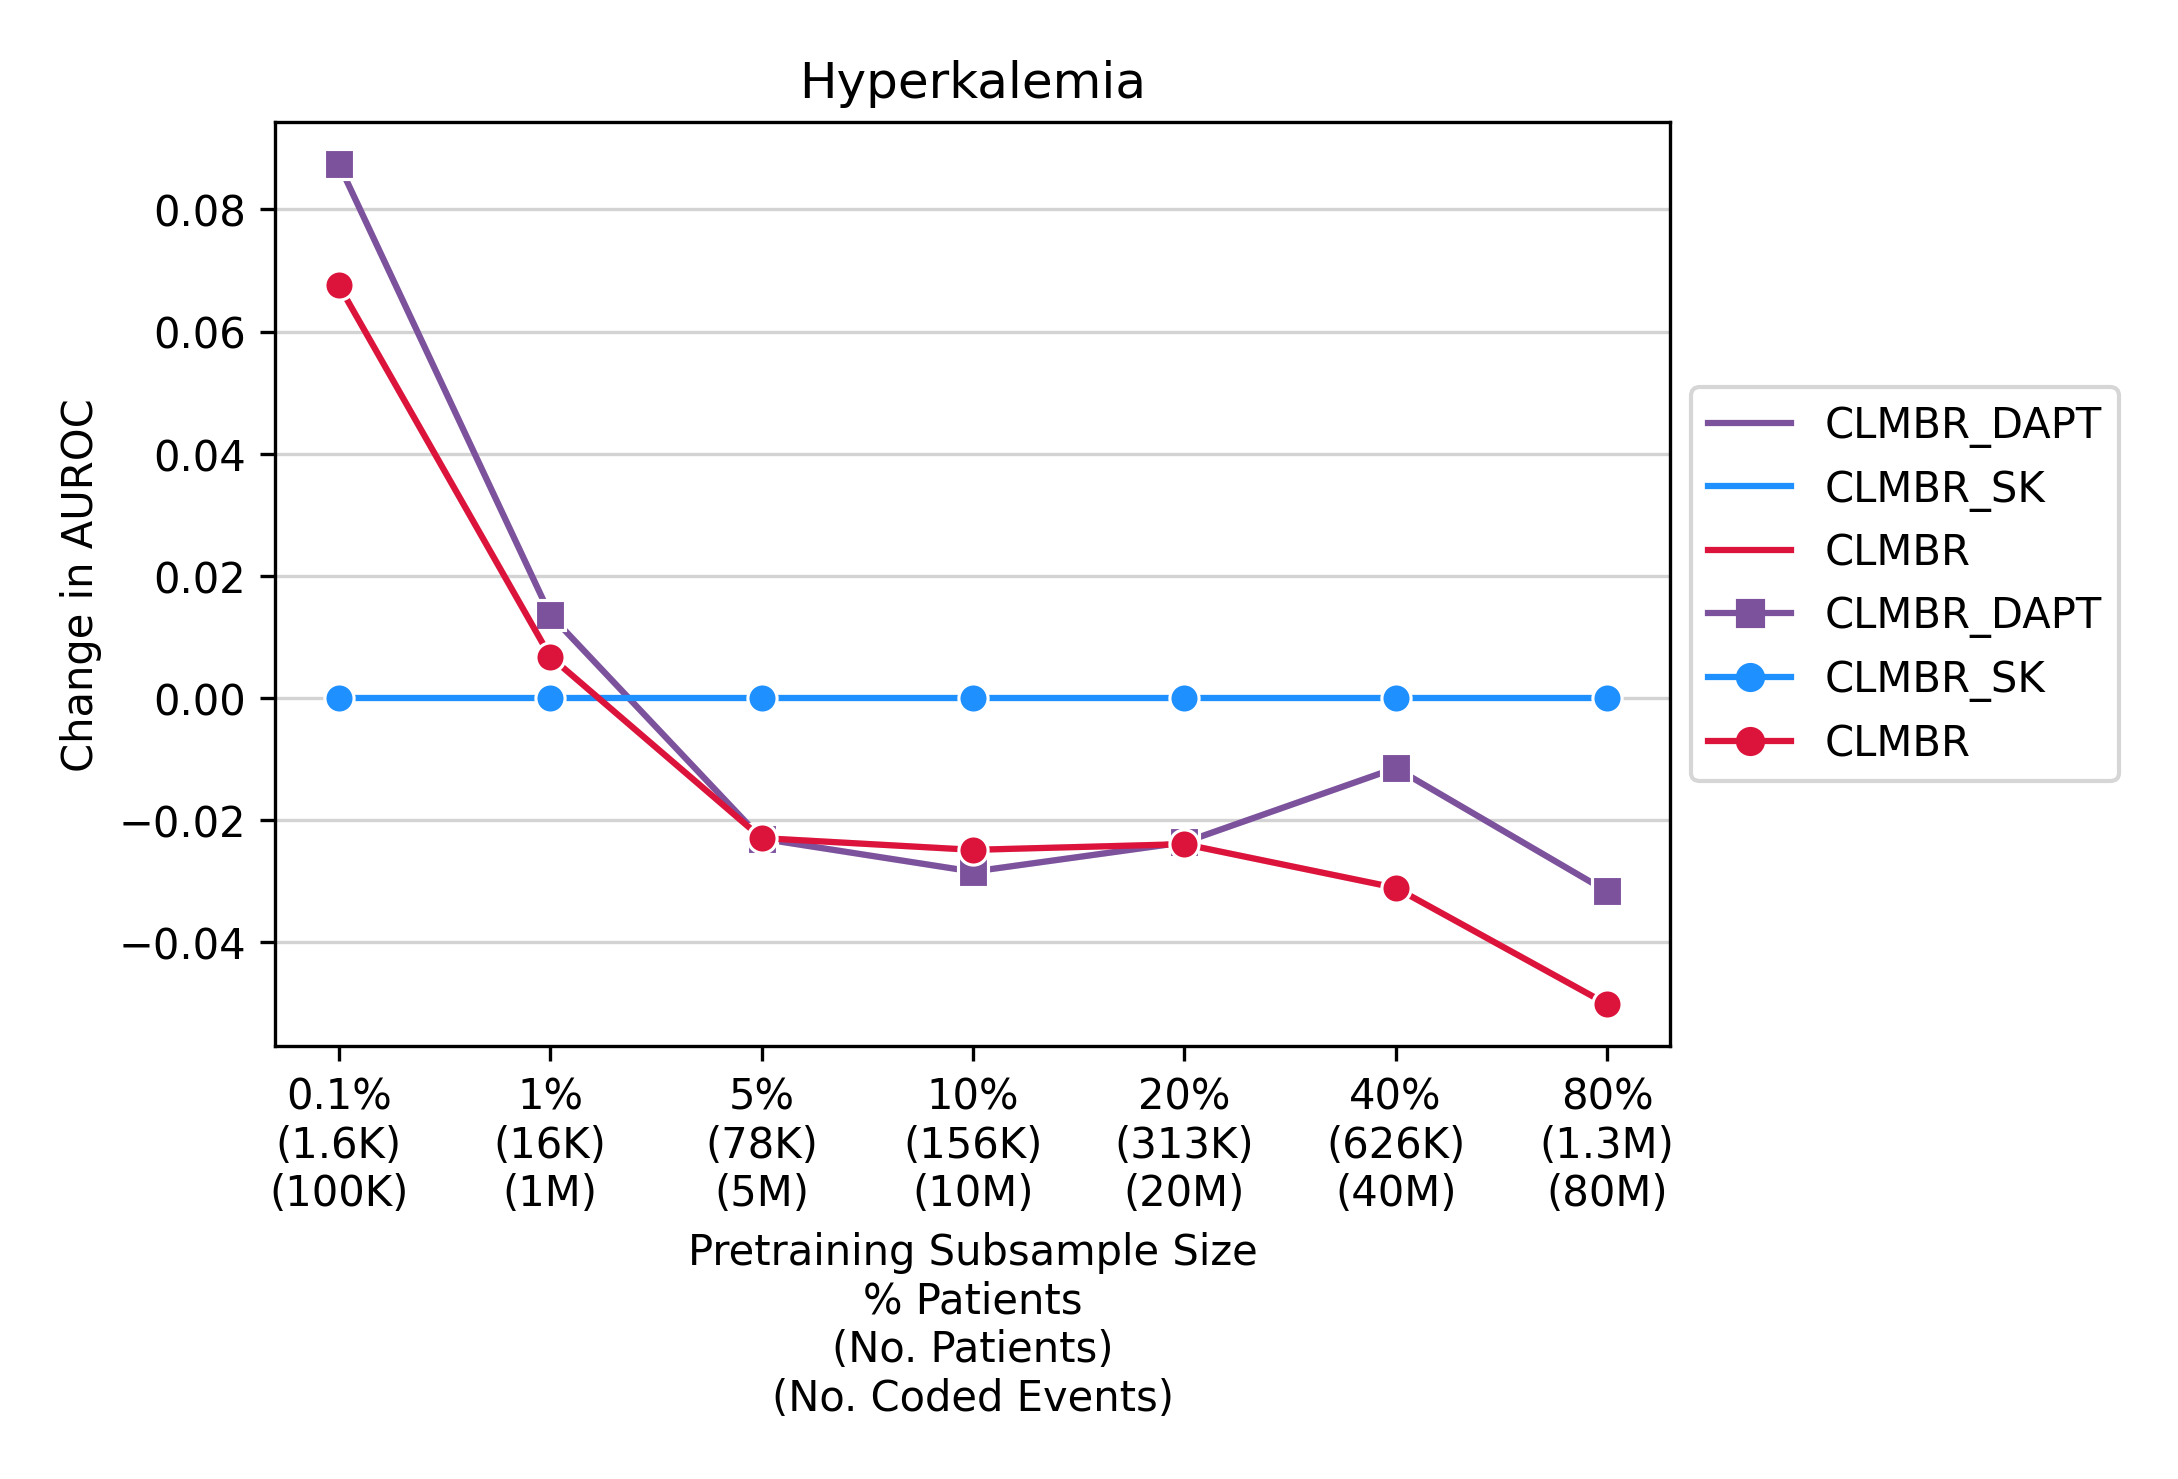 Hyperkalemia
Change in AUROC
0.08
0.06
0.04
0.02
0.00
−0.02
−0.04
CLMBR_DAPT
CLMBR_SK
CLMBR
CLMBR_DAPT
CLMBR_SK
CLMBR
0.1% 1% 5% 10% 20% 40% 80%
(1.6K) (16K) (78K) (156K) (313K) (626K) (1.3M)
(100K) (1M) (5M) (10M) (20M) (40M) (80M)
Pretraining Subsample Size
% Patients
(No. Patients)
(No. Coded Events)